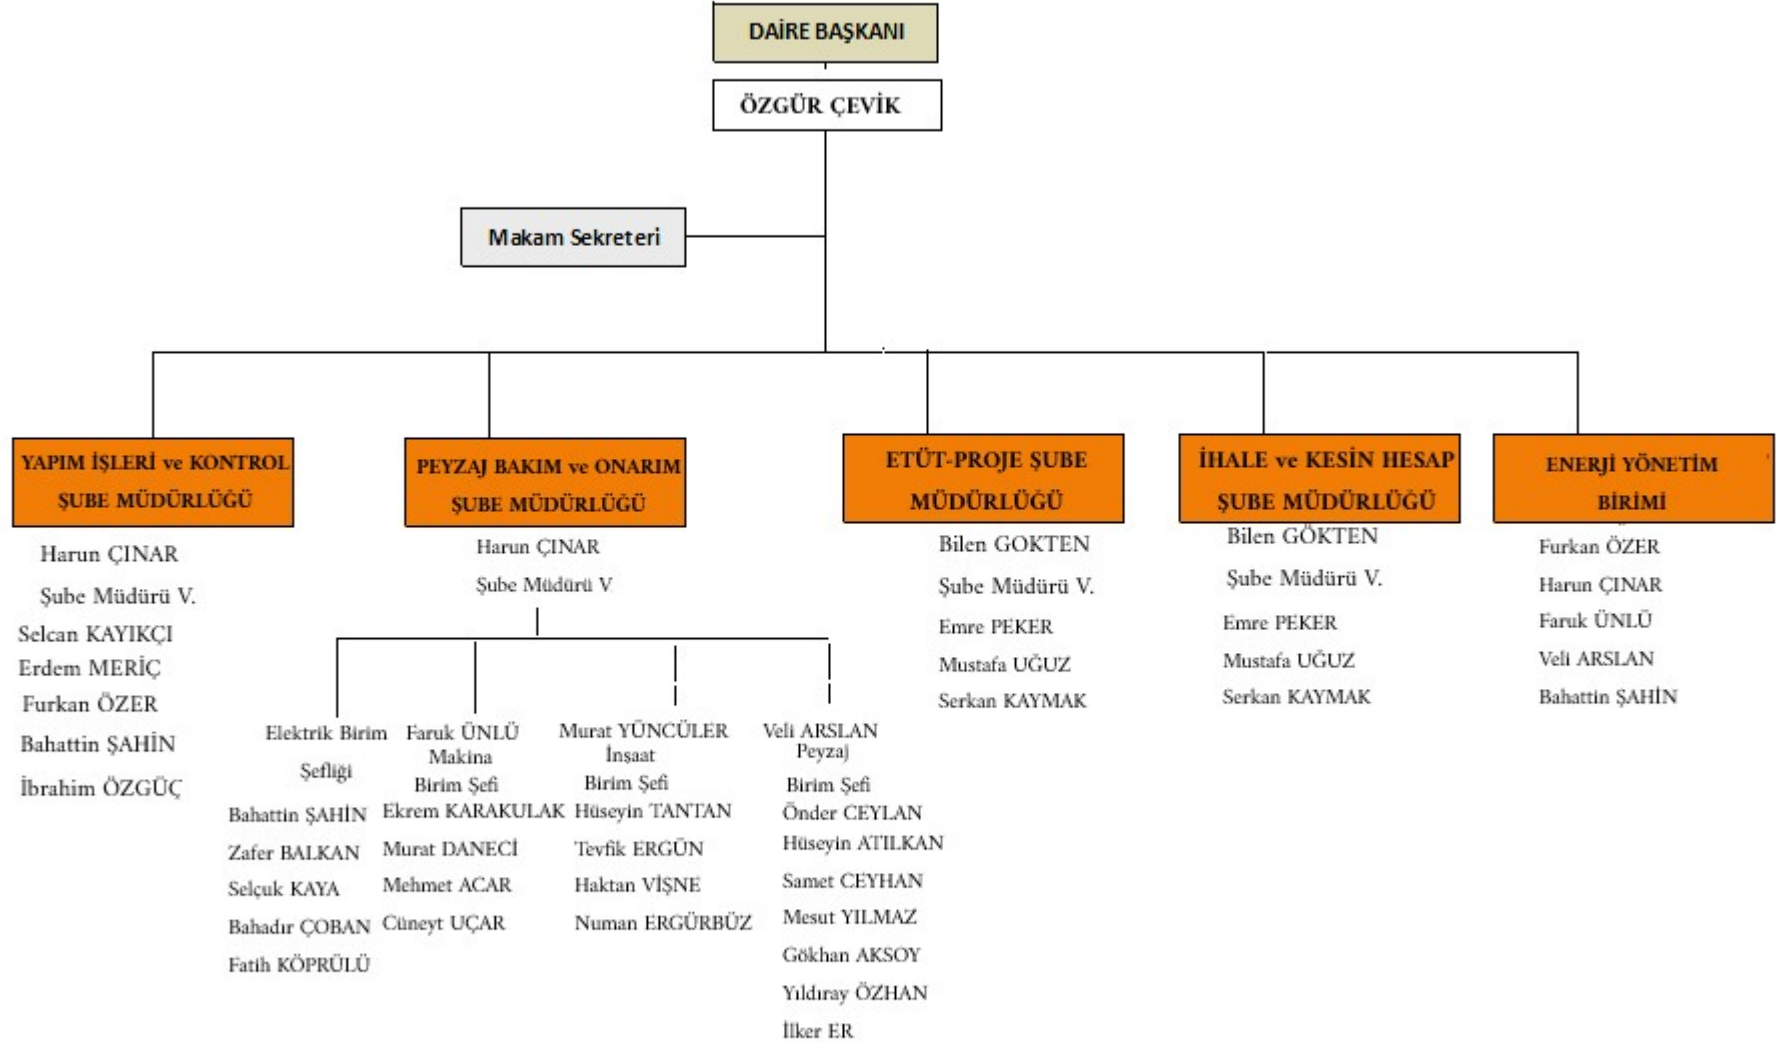 DAİRE BAŞKANI
ÖZGÜR ÇEVİK
Makam Sekreteri
YAPIM İŞLERİ ve KONTROL
ŞUBE MÜDÜRLÜĞÜ
Harun ÇINAR
Şube Müdürü V.
Selcan KAYIKÇI
Erdem MERİÇ
Furkan ÖZER
Bahattin ŞAHİN
İbrahim ÖZGÜÇ
PEYZAJ BAKIM ve ONARIM
ŞUBE MÜDÜRLÜĞÜ
Harun ÇINAR
Şube Müdürü V
Elektrik Birim
Şefliği
Bahattin ŞAHİN
Zafer BALKAN
Selçuk KAYA
Bahadır ÇOBAN
Fatih KÖPRÜLÜ
Faruk ÜNLÜ
Makina
Birim Şefi
Ekrem KARAKULAK
Murat DANECİ
Mehmet ACAR
Cüneyt UÇAR
Murat YÜNCÜLER
İnşaat
Birim Şefi
Hüseyin TANTAN
Tevfik ERGÜN
Haktan VİŞNE
Numan ERGÜRBÜZ
Veli ARSLAN
Peyzaj
Birim Şefi
Önder CEYLAN
Hüseyin ATILKAN
Samet CEYHAN
Mesut YILMAZ
Gökhan AKSOY
Yıldıray ÖZHAN
İlker ER
ETÜT-PROJE ŞUBE
MÜDÜRLÜĞÜ
Bilen GOKTEN
Şube Müdürü V.
Emre PEKER
Mustafa UĞUZ
Serkan KAYMAK
İHALE ve KESİN HESAP
ŞUBE MÜDÜRLÜĞÜ
Bilen GÖKTEN
Şube Müdürü V.
Emre PEKER
Mustafa UĞUZ
Serkan KAYMAK
ENERJİ YÖNETİM
BİRİMİ
Furkan ÖZER
Harun ÇINAR
Faruk ÜNLÜ
Veli ARSLAN
Bahattin ŞAHİN